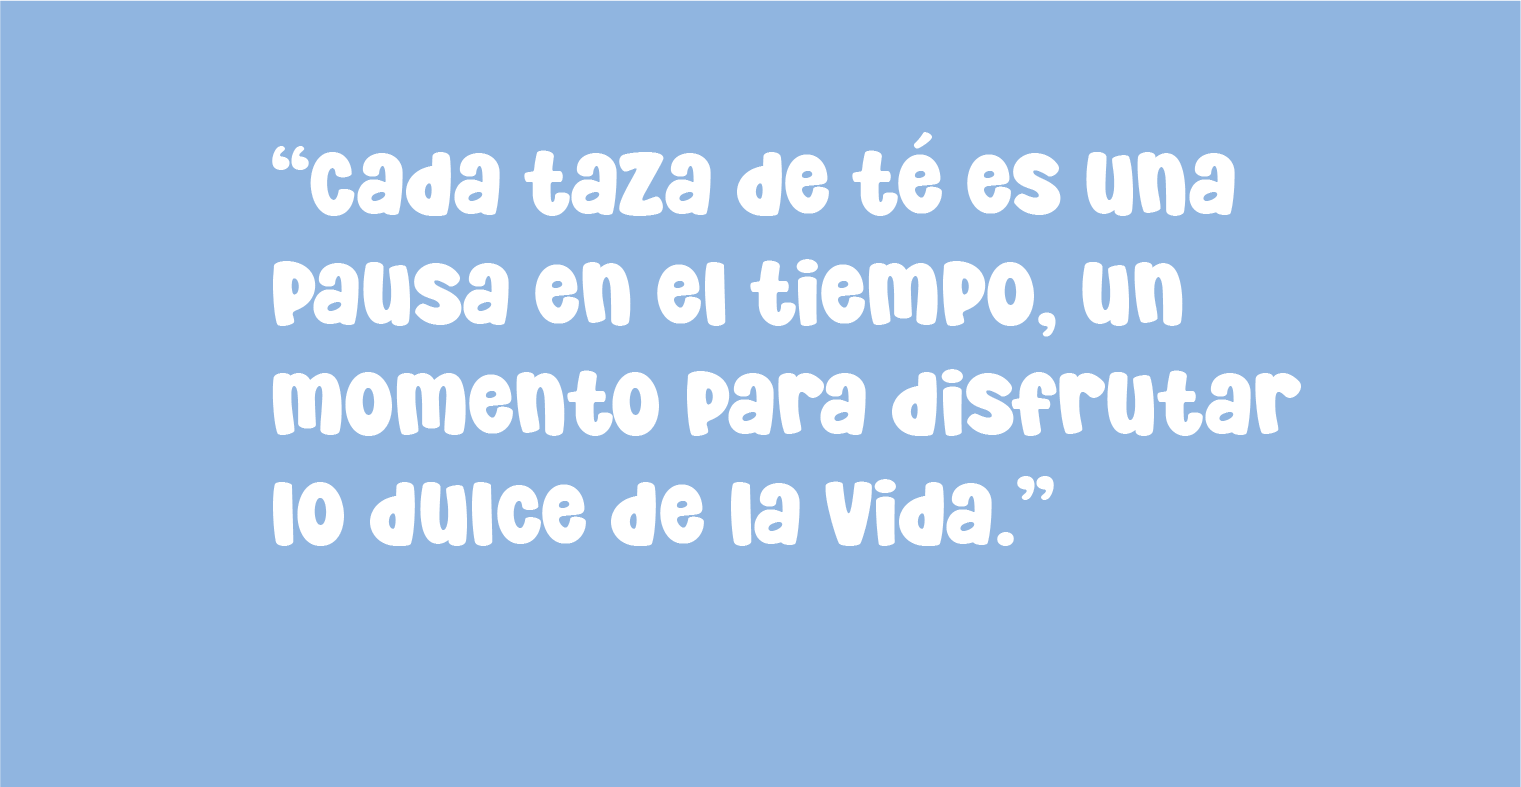 “cada taza de té es una
pausa en el tiempo, un
momento para disfrutar
lo dulce de la vida.”